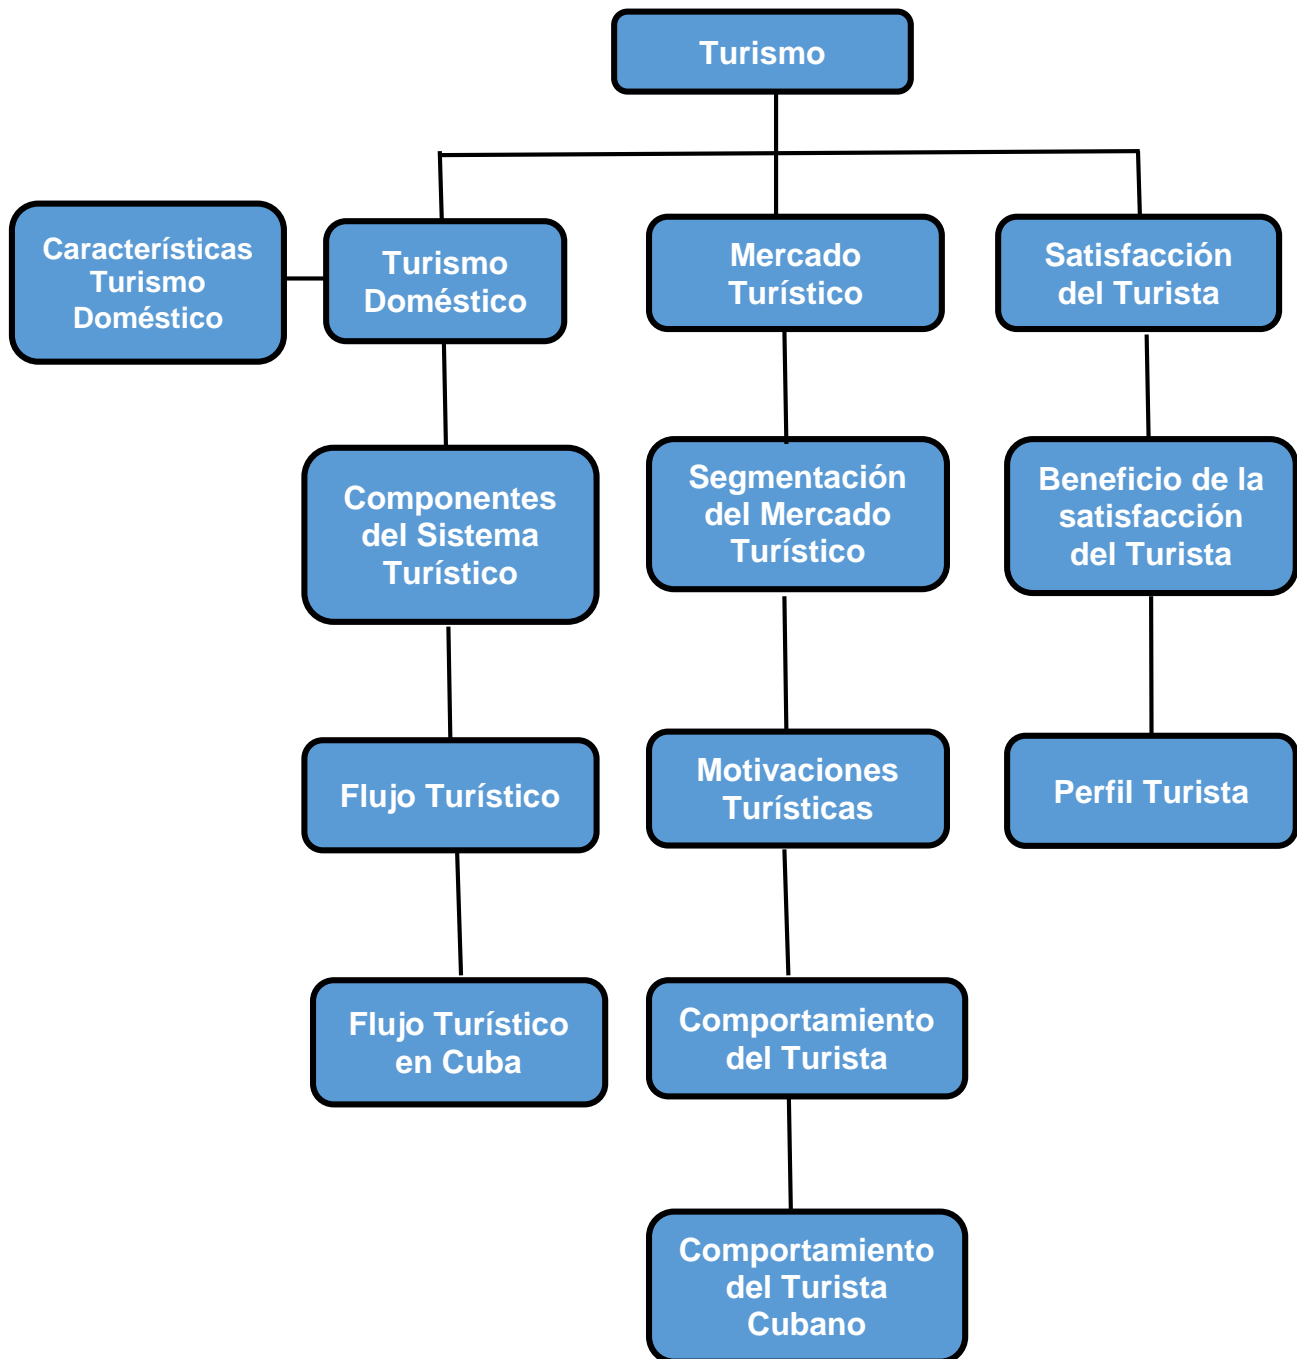 Turismo
Característícas
Turismo
Doméstico
Turismo
Doméstico
Mercado
Turístico
Satisfacción
del Turista
Componentes
del Sistema
Turístico
Segmentación
del Mercado
Turístico
Beneficio de la
satisfacción
del Turista
Flujo Turístico
Motivaciones
Turísticas
Perfil Turista
Flujo Turístico
en Cuba
Comportamiento
del Turista
Comportamiento
del Turista
Cubano